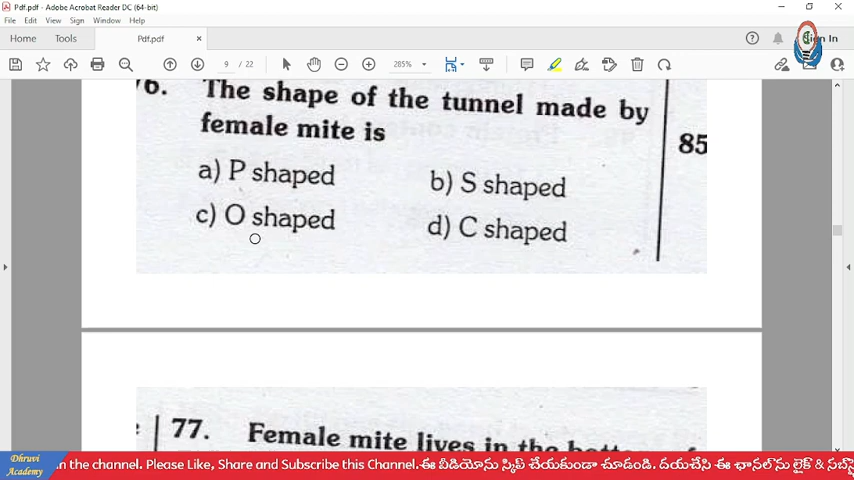 Pdf.pdf - Adobe Acrobat Reader DC (64-bit)
File Edit View Sign Window Help
Home Tools Pdf.pdf × Sign In
9 / 22 285%
76. The shape of the tunnel made by
female mite is
85
a) P shaped b) S shaped
c) O shaped d) C shaped
77. Female mite lives in the
Dhruvi
Academy
n the channel. Please Like, Share and Subscribe this Channel.ఈ వీడియోను స్కిప్ చేయకుండా చూడండి. దయచేసి ఈ ఛానల్‌ను లైక్ &